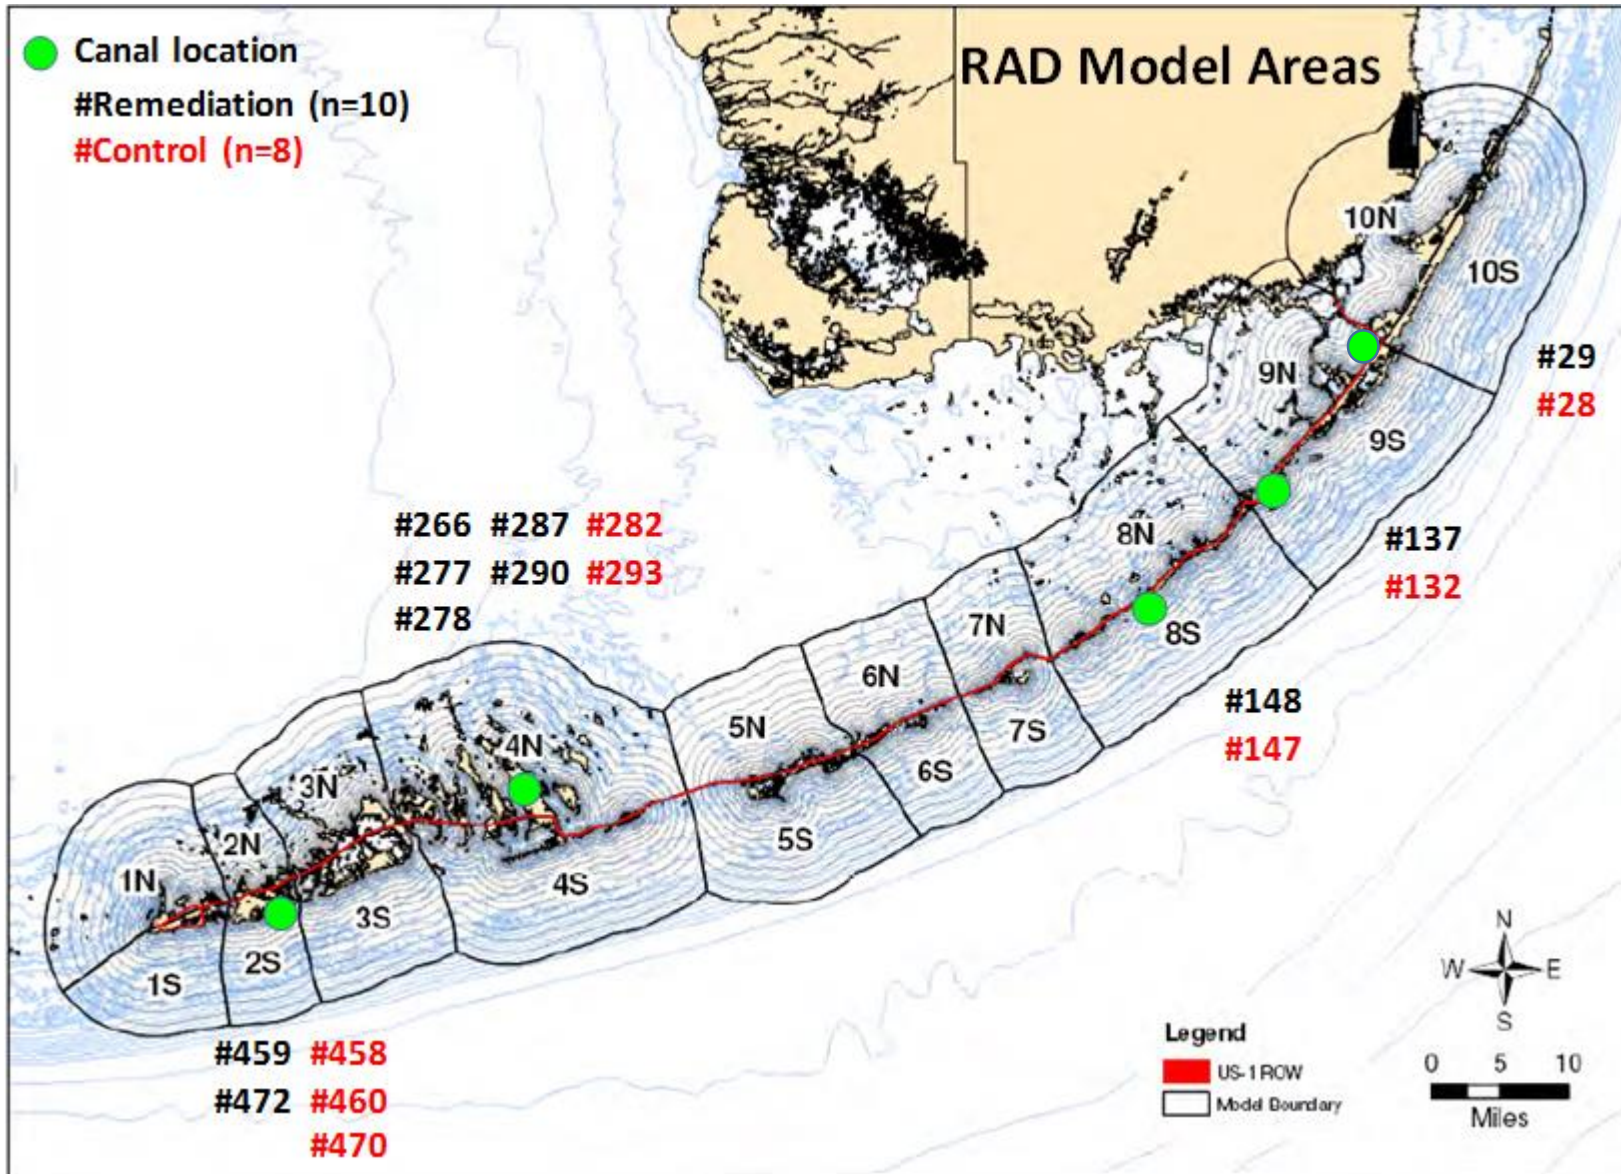 RAD Model Areas
Canal location
#Remediation (n=10)
#Control (n=8)
10N
10S
#29
#28
9N
9S
#266 #287 #282
#277 #290 #293
#278
8N
#137
#132
7N
8S
6N
#148
#147
5N
7S
4N
6S
3N
5S
2N
4S
1N
3S
2S
1S
N
W E
S
#459 #458
#472 #460
#470
Legend
US-1 ROW
Model Boundary
0 5 10
Miles